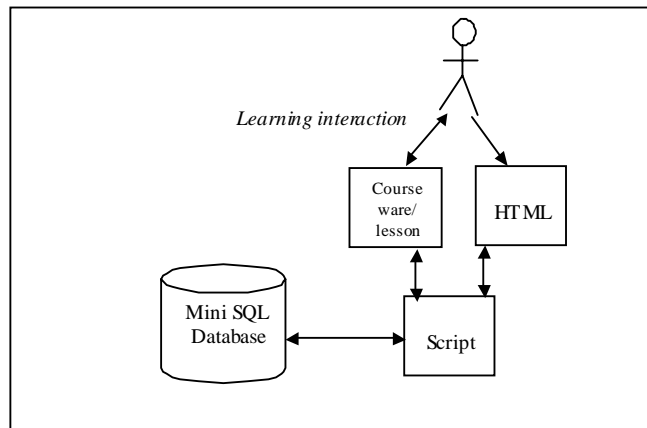 Learning interaction
Course
ware/
lesson
HTML
Mini SQL
Database
Script